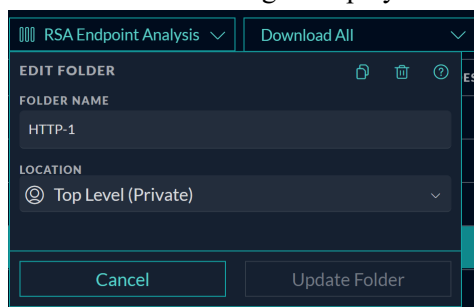 RSA Endpoint Analysis
Download All
EDIT FOLDER
FOLDER NAME
HTTP-1
LOCATION
Top Level (Private)
Cancel
Update Folder